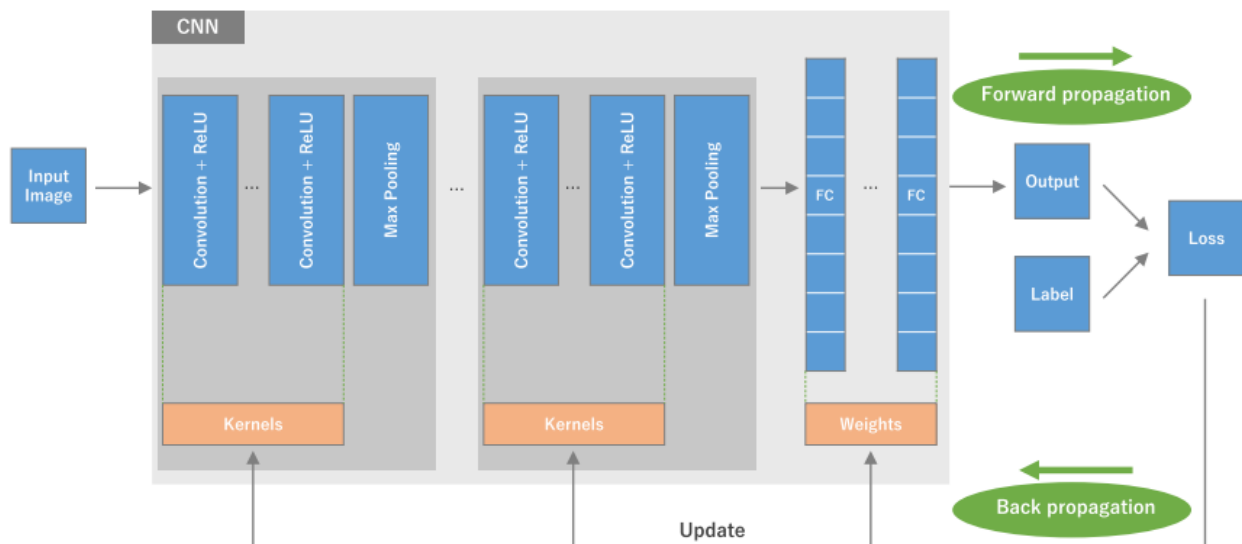 CNN
Forward propagation
Input
Image
Convolution + ReLU
...
Convolution + ReLU
Max Pooling
...
Convolution + ReLU
...
Convolution + ReLU
Max Pooling
FC
...
FC
Output
Label
Loss
Kernels
Kernels
Weights
Back propagation
Update